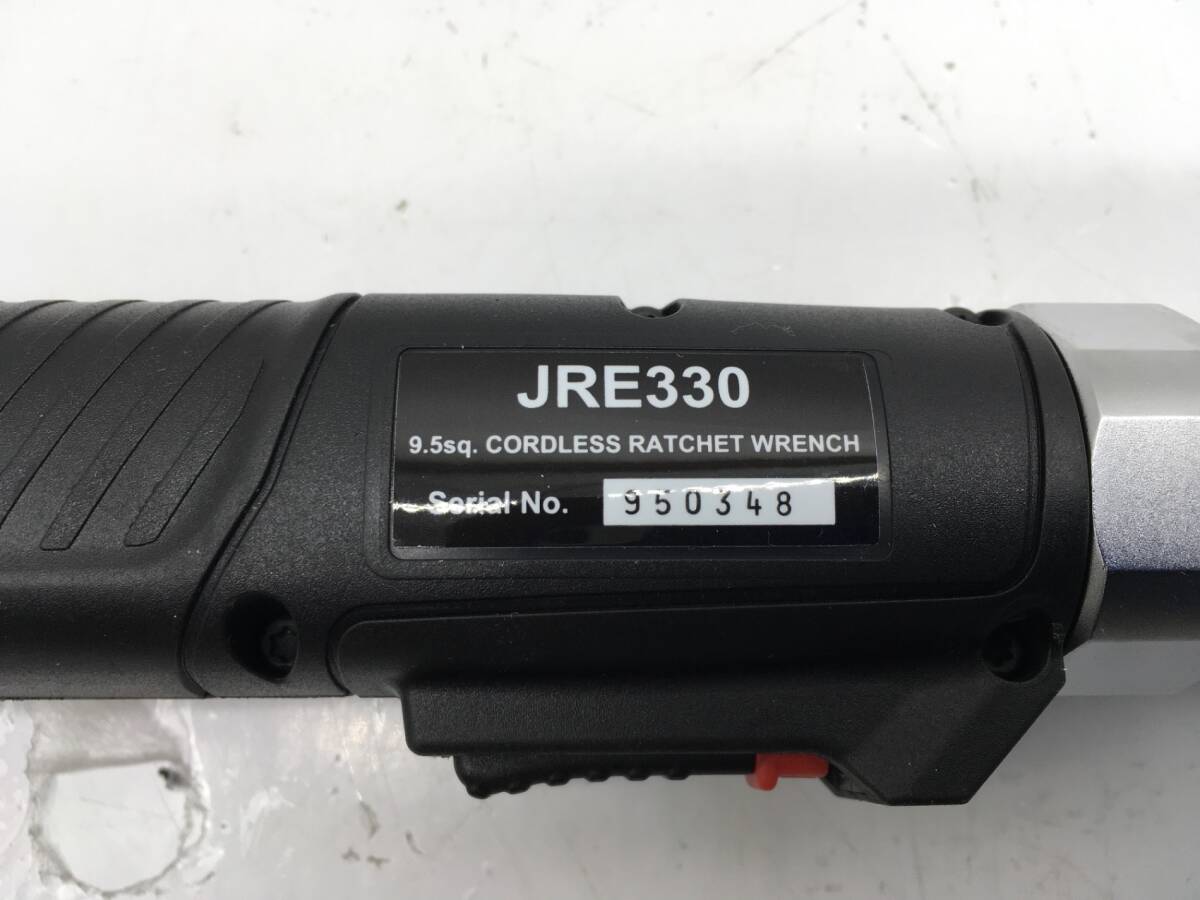 JRE330
9.5sq. CORDLESS RATCHET WRENCH
Serial No. 950348